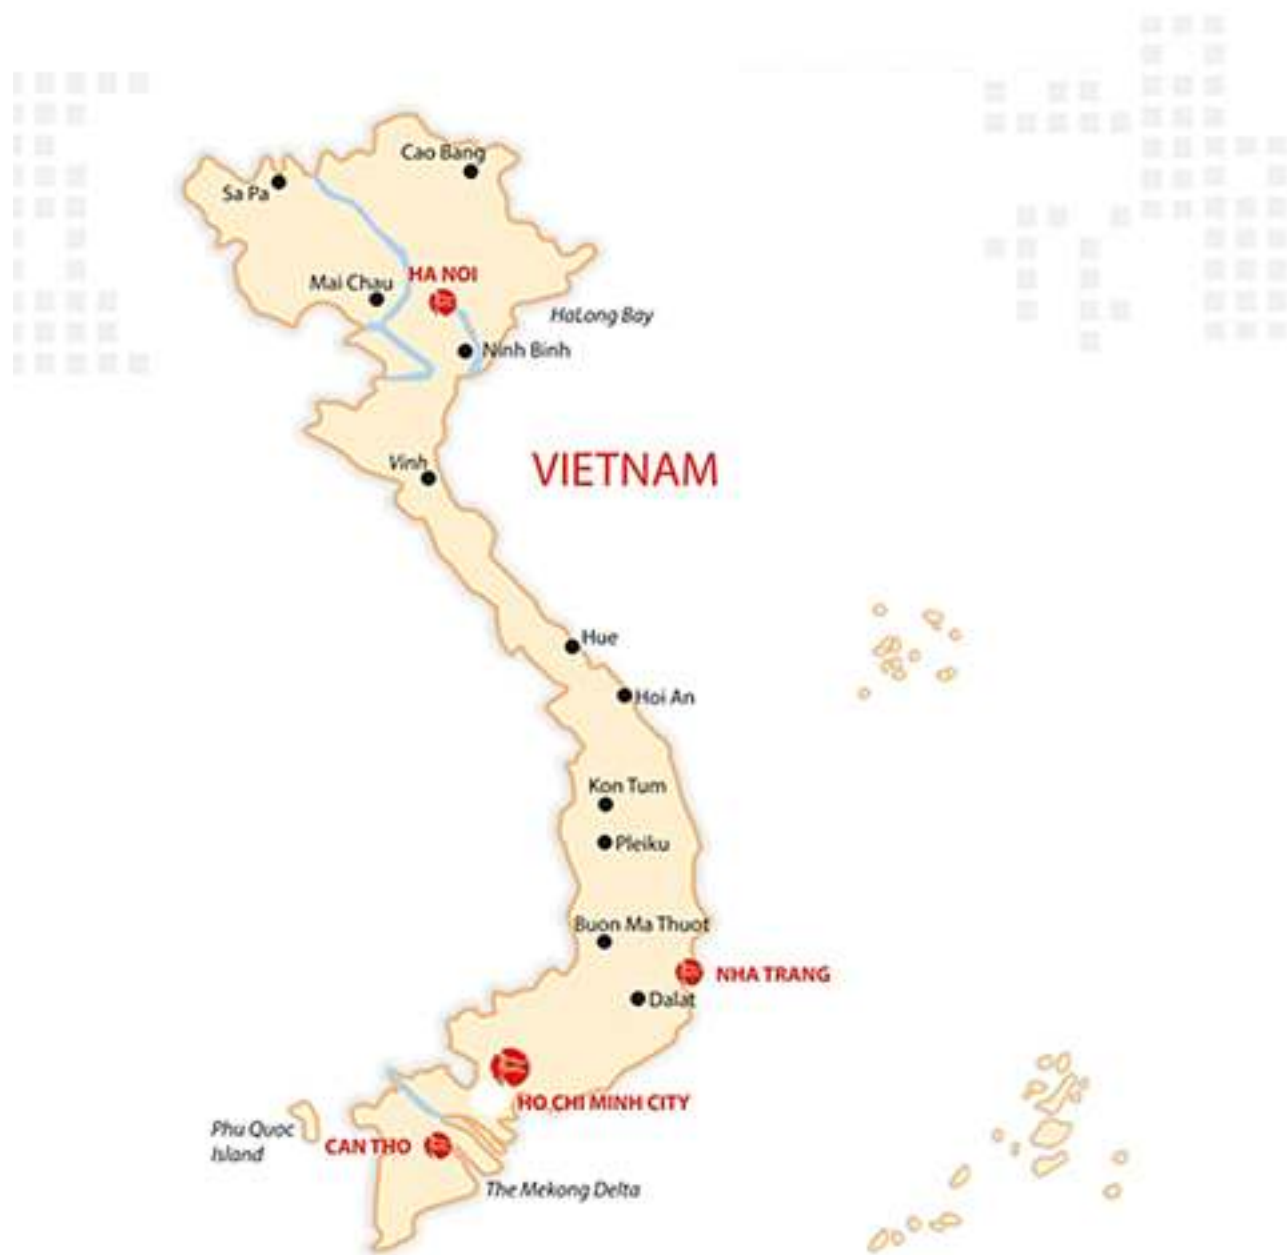 Cao Bang
Sa Pa
HA NOI
Mai Chau
HaLong Bay
Ninh Binh
Vinh
VIETNAM
Hue
Hoi An
Kon Tum
Pleiku
Buon Ma Thuot
NHA TRANG
Dalat
HO CHI MINH CITY
Phu Quoc
Island
CAN THO
The Mekong Delta